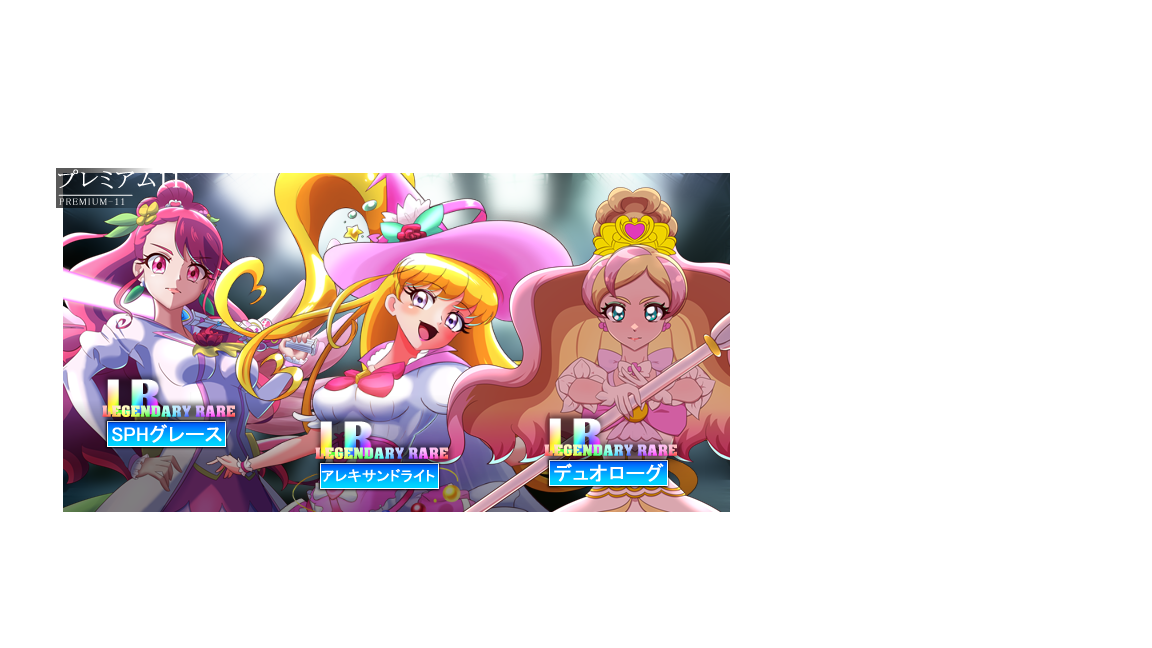 プレミアム11
PREMIUM-11
LR
LEGENDARY RARE
SPHグレース
LR
LEGENDARY RARE
アレキサンドライト
LR
LEGENDARY RARE
デュオローグ